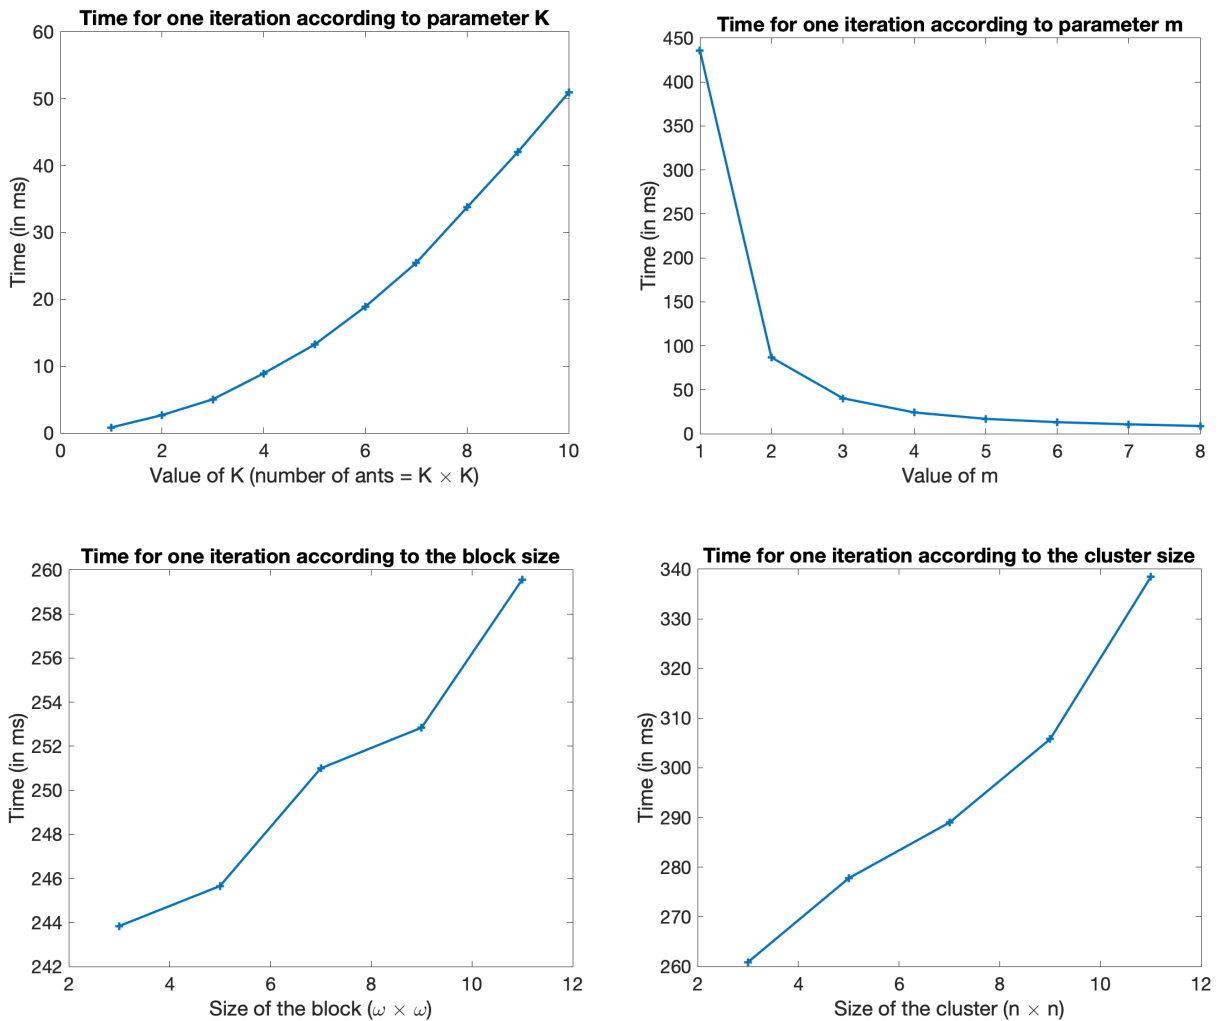 Time for one iteration according to parameter K
60
50
40
30
20
10
0
Time (in ms)
0 2 4 6 8 10
Value of K (number of ants = K × K)
Time for one iteration according to parameter m
450
400
350
300
250
200
150
100
50
0
Time (in ms)
1 2 3 4 5 6 7 8
Value of m
Time for one iteration according to the block size
260
258
256
254
252
250
248
246
244
242
Time (in ms)
2 4 6 8 10 12
Size of the block (ω × ω)
Time for one iteration according to the cluster size
340
330
320
310
300
290
280
270
260
Time (in ms)
2 4 6 8 10 12
Size of the cluster (n × n)